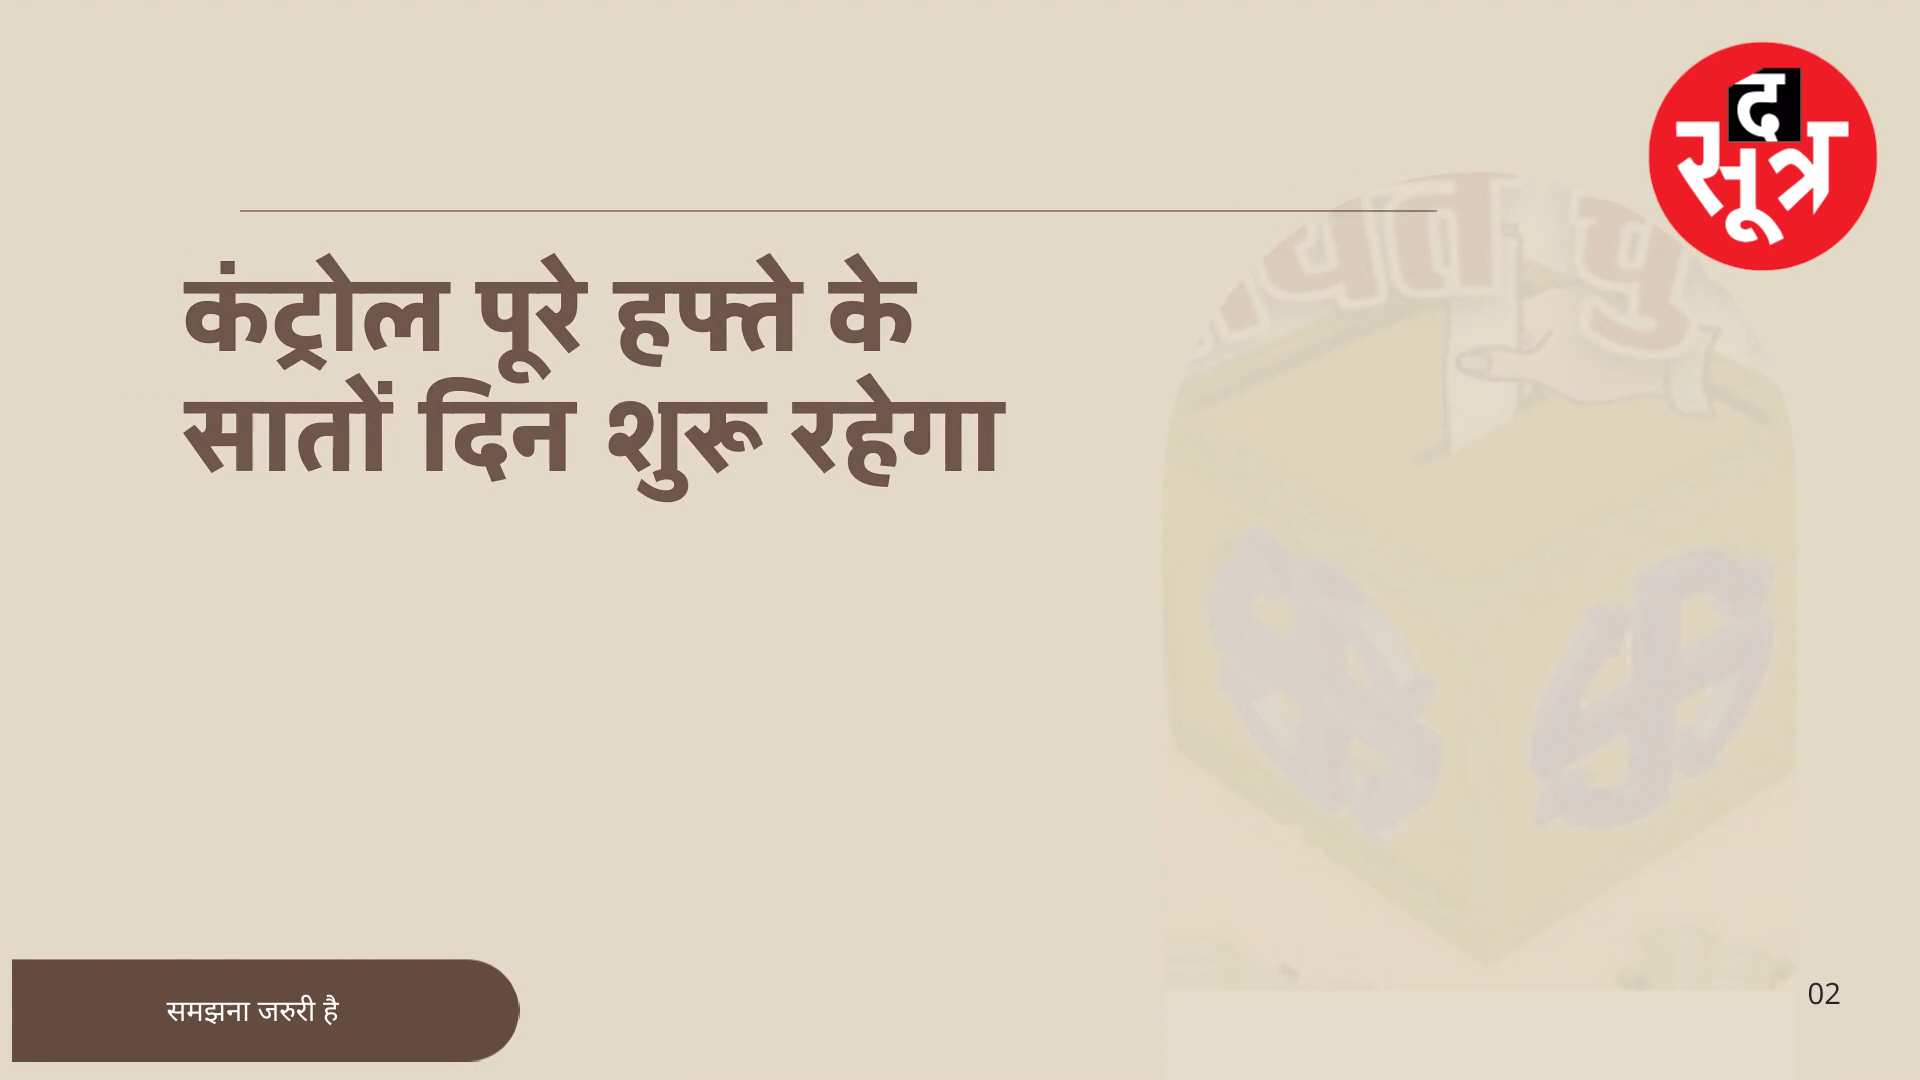 द
सूत्र
कंट्रोल पूरे हफ्ते के
सातों दिन शुरू रहेगा
समझना जरुरी है
02